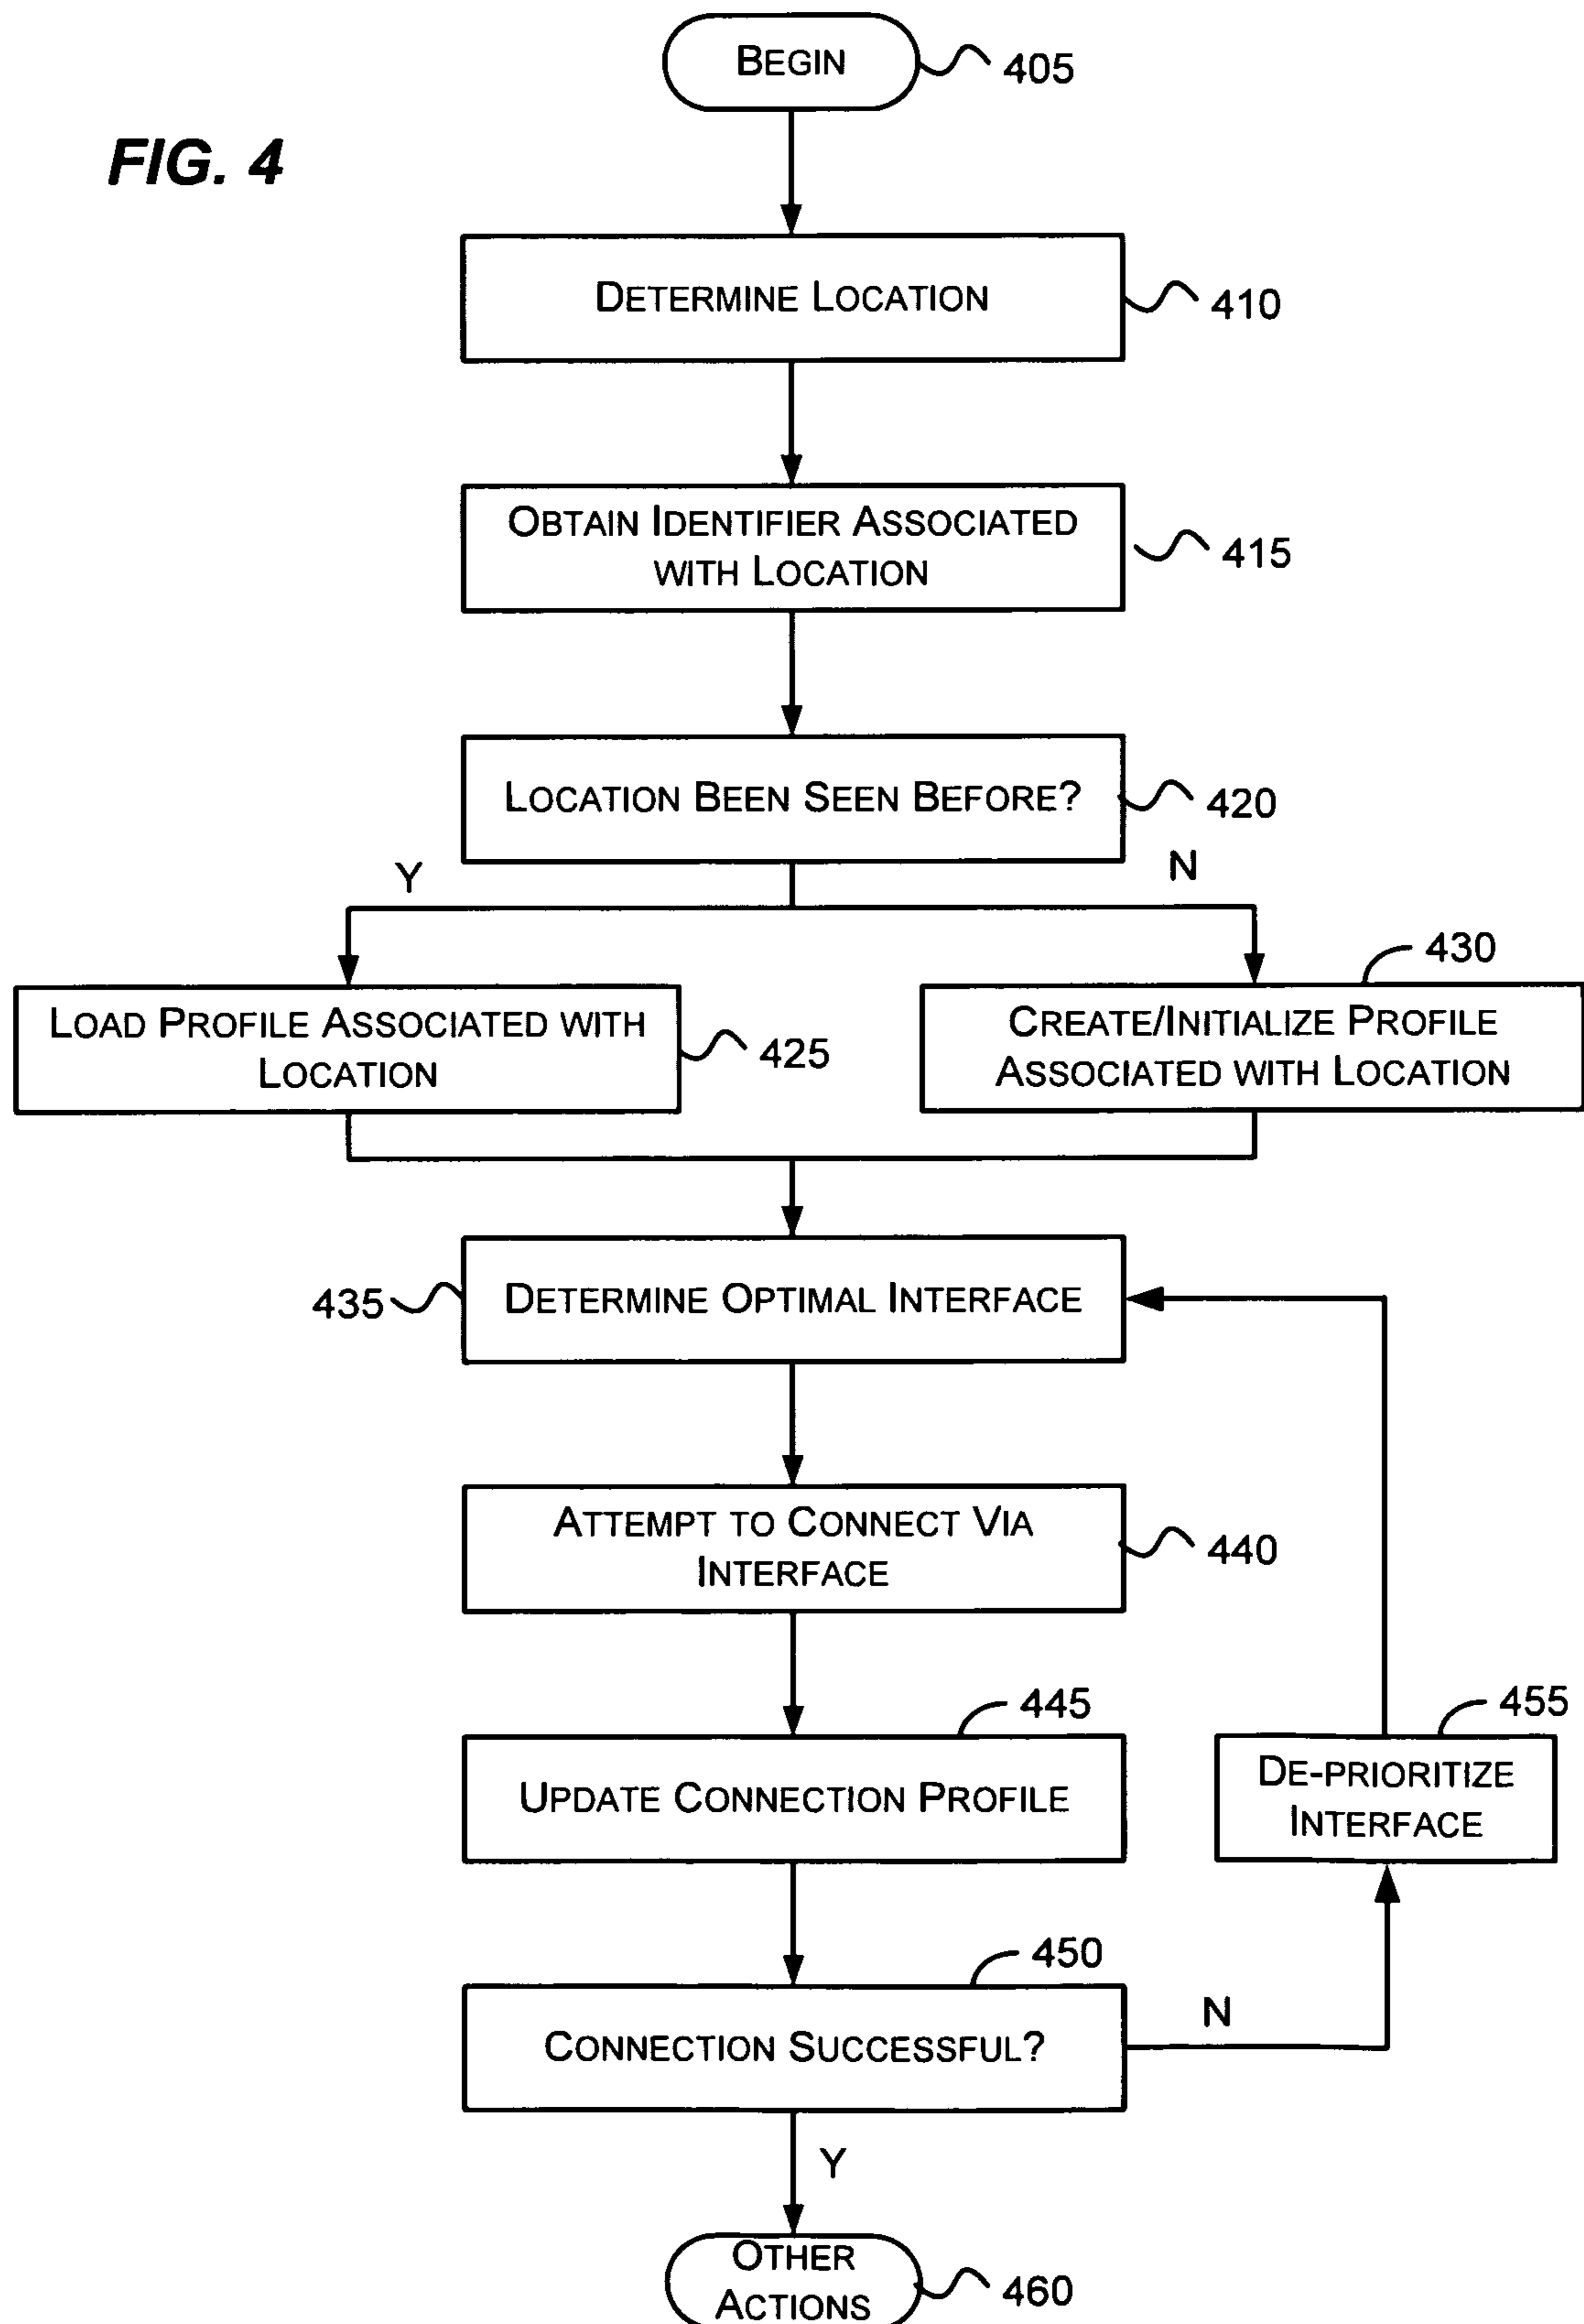 BEGIN
405
FIG. 4
DETERMINE LOCATION
410
OBTAIN IDENTIFIER ASSOCIATED
WITH LOCATION
415
LOCATION BEEN SEEN BEFORE?
420
Y
N
430
LOAD PROFILE ASSOCIATED WITH
LOCATION
425
CREATE/INITIALIZE PROFILE
ASSOCIATED WITH LOCATION
435
DETERMINE OPTIMAL INTERFACE
ATTEMPT TO CONNECT VIA
INTERFACE
440
445
455
UPDATE CONNECTION PROFILE
DE-PRIORITIZE
INTERFACE
450
CONNECTION SUCCESSFUL?
N
Y
OTHER
ACTIONS
460